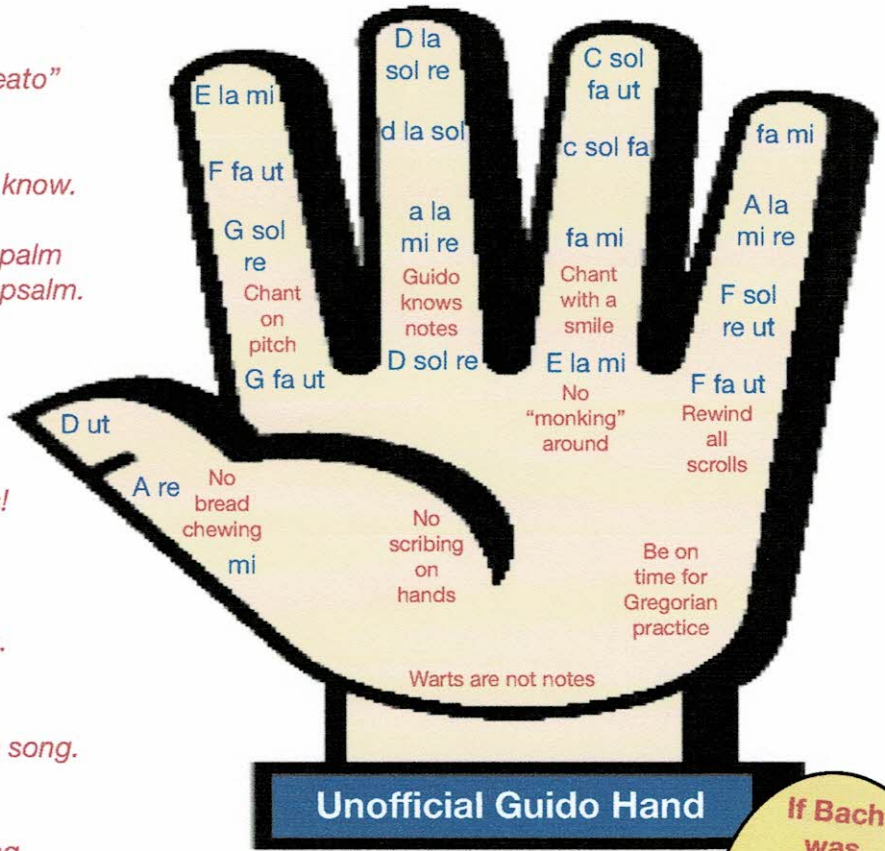 eato”
know.
palm
psalm.
!
.
song.
E la mi
F fa ut
G sol
re
Chant
on
pitch
G fa ut
D la
sol re
d la sol
a la
mi re
Guido
knows
notes
D sol re
C sol
fa ut
c sol fa
fa mi
Chant
with a
smile
E la mi
No
“monking”
around
fa mi
A la
mi re
F sol
re ut
F fa ut
Rewind
all
scrolls
D ut
A re
No
bread
chewing
mi
No
scribing
on
hands
Be on
time for
Gregorian
practice
Warts are not notes
Unofficial Guido Hand
If Bach
was